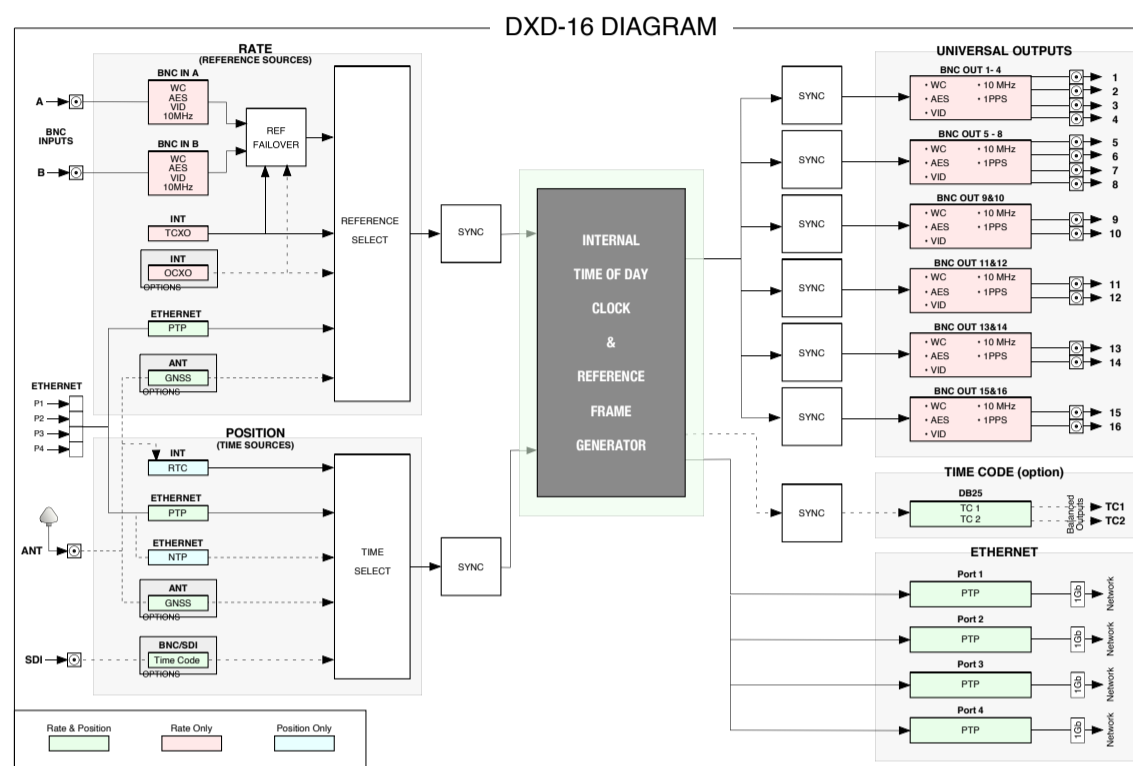 DXD-16 DIAGRAM
RATE
(REFERENCE SOURCES)
BNC IN A
WC
AES
VID
10MHz
A
BNC
INPUTS
B
BNC IN B
WC
AES
VID
10MHz
REF
FAILOVER
INT
TCXO
INT
OCXO
OPTIONS
ETHERNET
PTP
ANT
GNSS
OPTIONS
REFERENCE
SELECT
SYNC
ETHERNET
P1
P2
P3
P4
POSITION
(TIME SOURCES)
INT
RTC
ETHERNET
PTP
ETHERNET
NTP
ANT
GNSS
OPTIONS
BNC/SDI
Time Code
OPTIONS
ANT
SDI
TIME
SELECT
SYNC
INTERNAL
TIME OF DAY
CLOCK
&
REFERENCE
FRAME
GENERATOR
SYNC
SYNC
SYNC
SYNC
SYNC
SYNC
SYNC
UNIVERSAL OUTPUTS
BNC OUT 1- 4
• WC • 10 MHz
• AES • 1PPS
• VID
1
2
3
4
BNC OUT 5 - 8
• WC • 10 MHz
• AES • 1PPS
• VID
5
6
7
8
BNC OUT 9&10
• WC • 10 MHz
• AES • 1PPS
• VID
9
10
BNC OUT 11&12
• WC • 10 MHz
• AES • 1PPS
• VID
11
12
BNC OUT 13&14
• WC • 10 MHz
• AES • 1PPS
• VID
13
14
BNC OUT 15&16
• WC • 10 MHz
• AES • 1PPS
• VID
15
16
TIME CODE (option)
DB25
TC 1
TC 2
Balanced
Outputs
TC1
TC2
ETHERNET
Port 1
PTP
1Gb
Network
Port 2
PTP
1Gb
Network
Port 3
PTP
1Gb
Network
Port 4
PTP
1Gb
Network
Rate & Position
Rate Only
Position Only